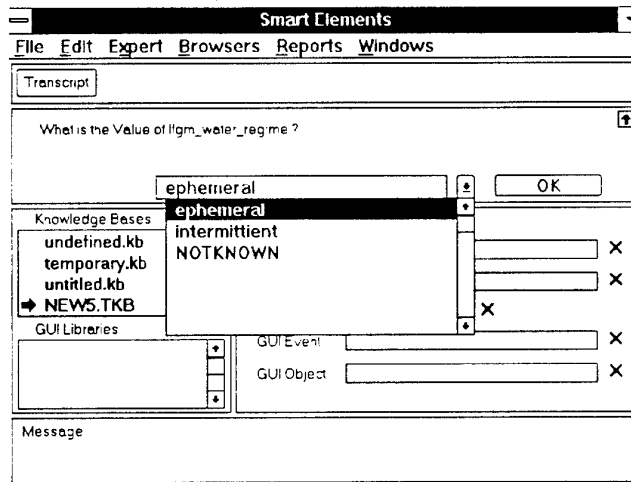 Smart Elements
File Edit Expert Browsers Reports Windows
Transcript
What is the Value of lfgm_water_regime ?
ephemeral
OK
ephemeral
intermittient
NOTKNOWN
Knowledge Bases
undefined.kb
temporary.kb
untitled.kb
NEW5.TKB
GUI Libraries
GUI Event
GUI Object
Message